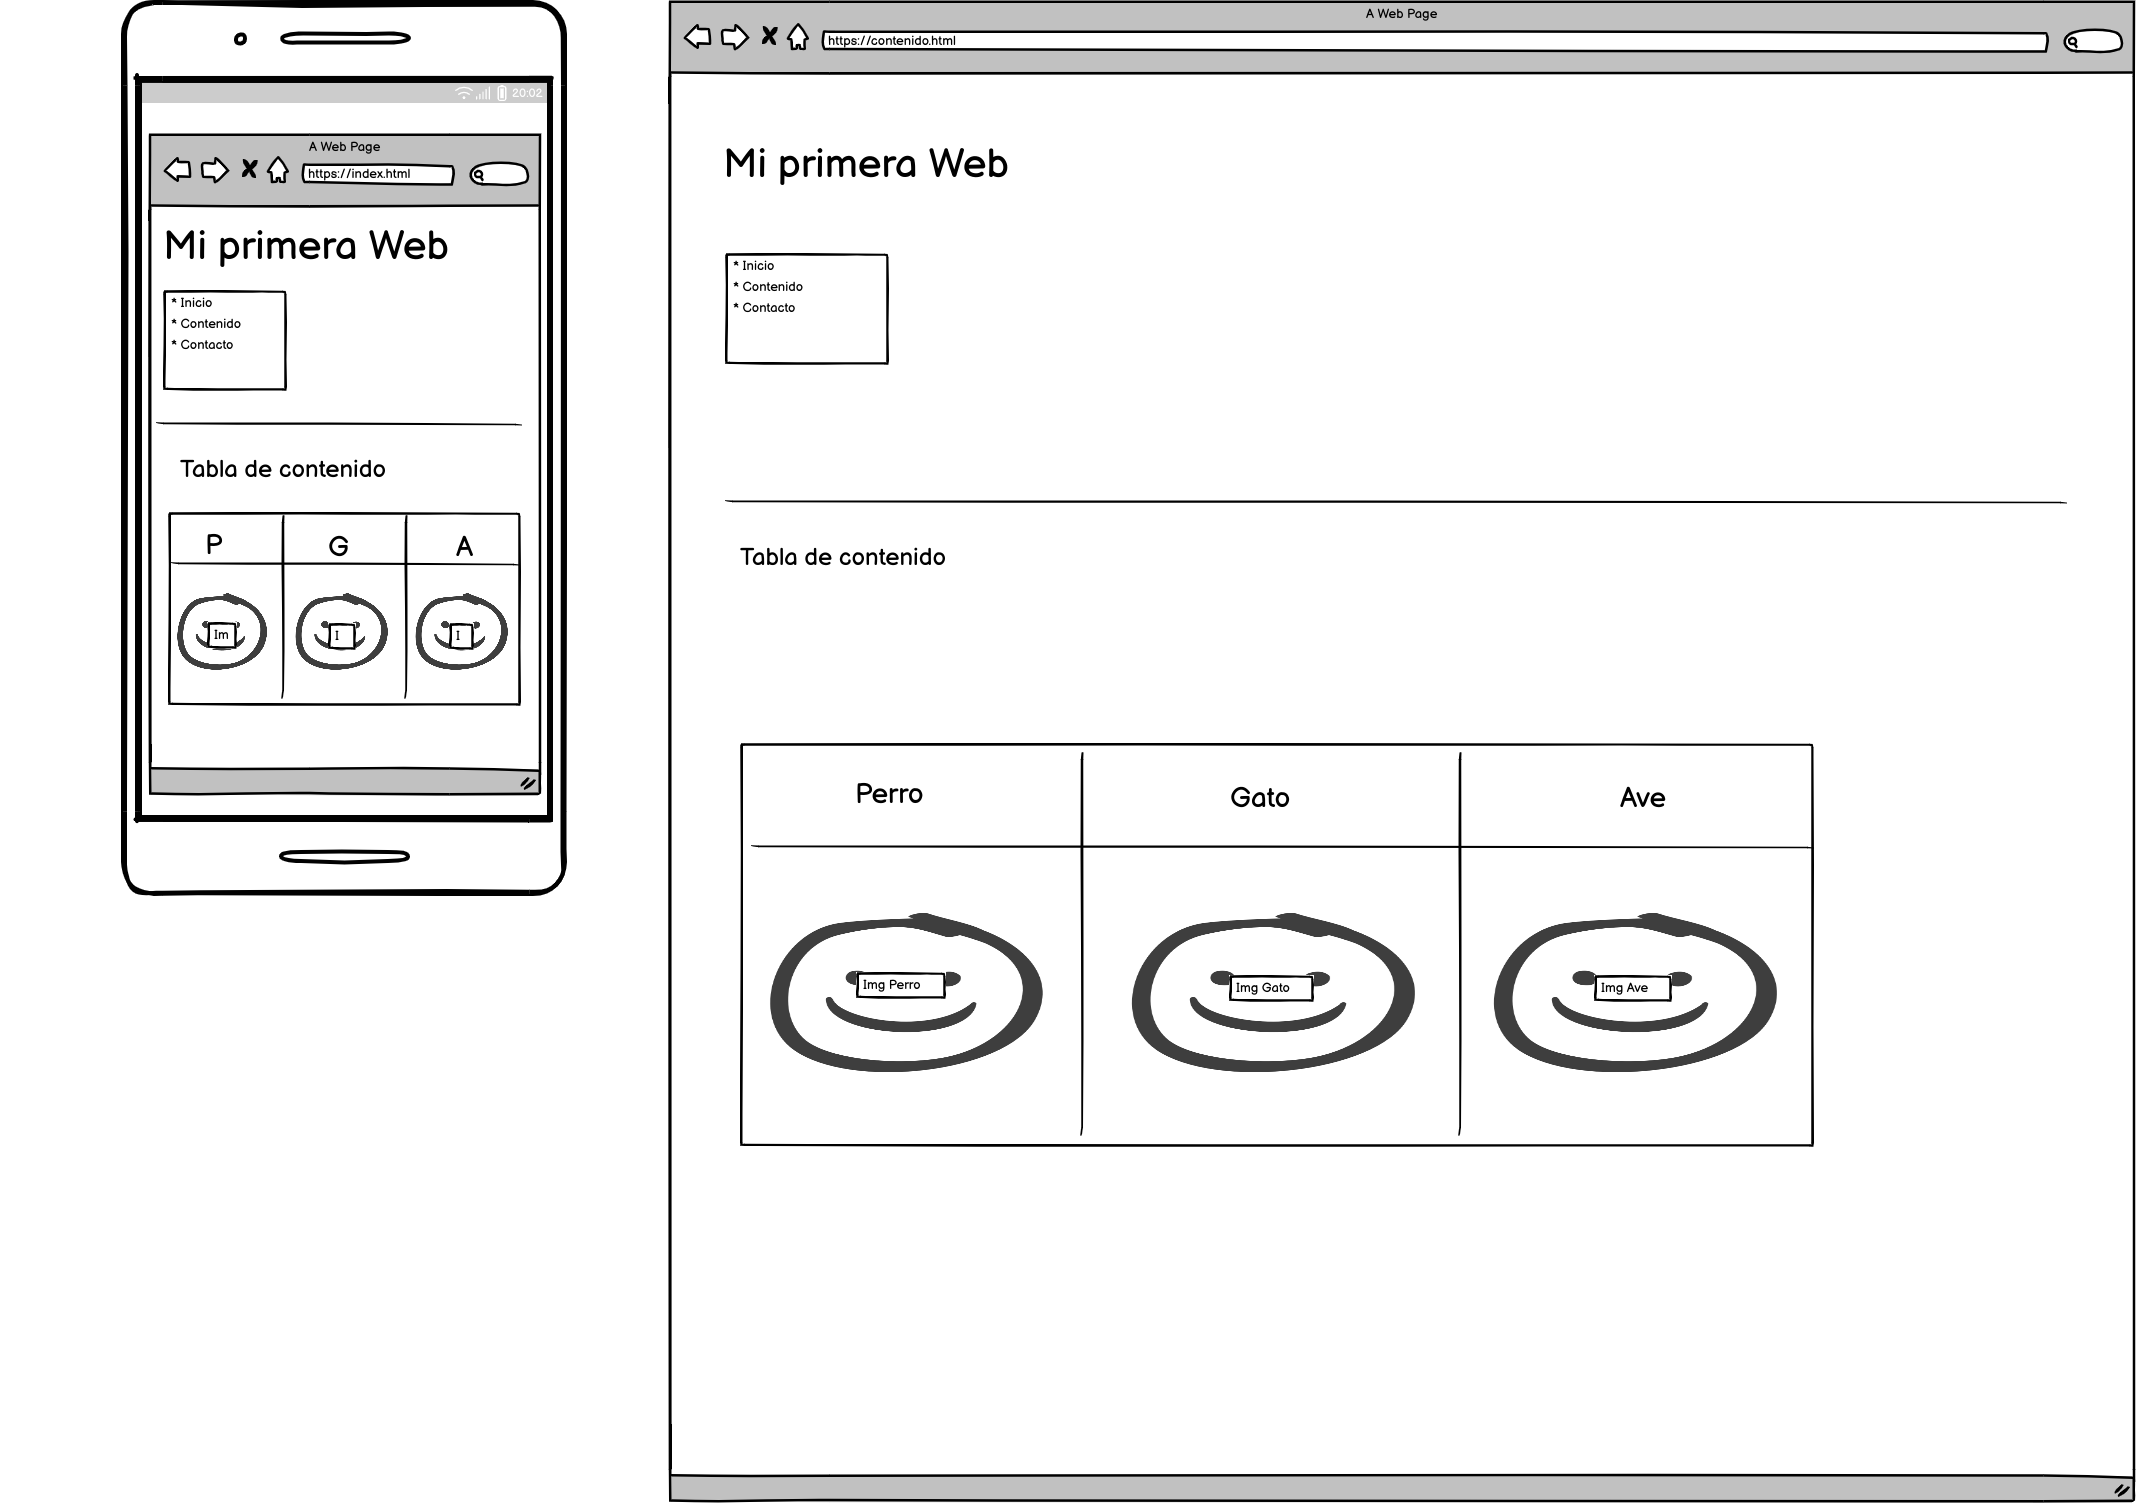 20:02
A Web Page
https://index.html
Mi primera Web
* Inicio
* Contenido
* Contacto
Tabla de contenido
P G A
Im I I
A Web Page
https://contenido.html
Mi primera Web
* Inicio
* Contenido
* Contacto
Tabla de contenido
Perro Gato Ave
Img Perro Img Gato Img Ave